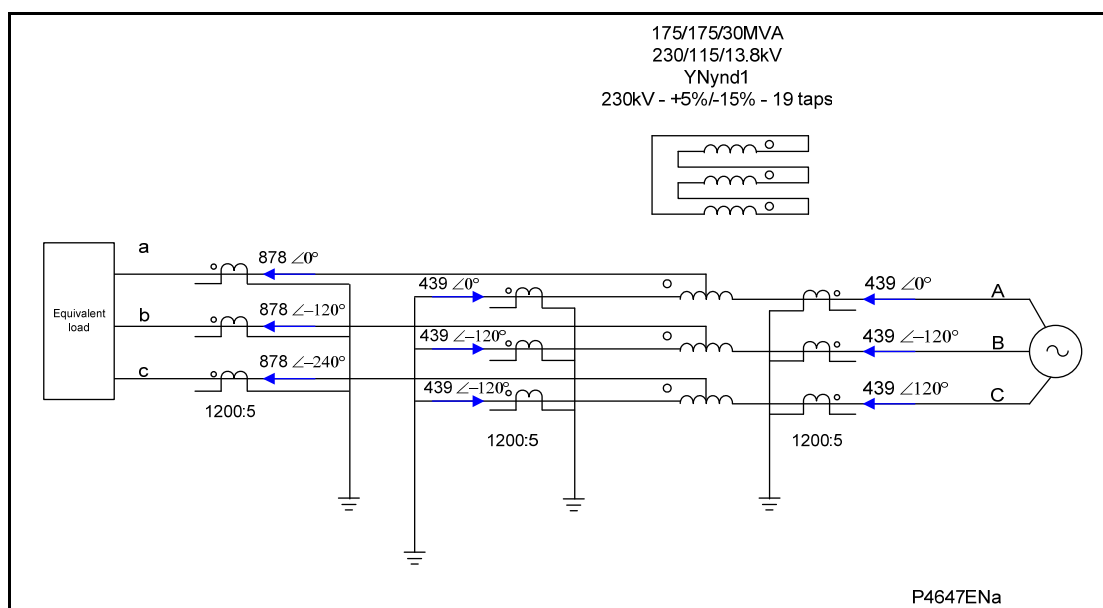 175/175/30MVA
230/115/13.8kV
YNynd1
230kV - +5%/-15% - 19 taps
a
878 ∠0°
439 ∠0°
439 ∠0°
A
Equivalent
load
b
878 ∠−120°
439 ∠-120°
439 ∠−120°
B
c
878 ∠−240°
439 ∠−120°
439 ∠120°
C
1200:5
1200:5
1200:5
P4647ENa